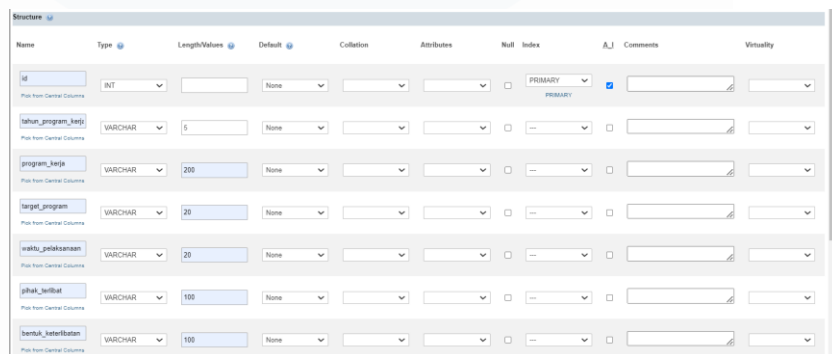 Structure
Name Type Length/Values Default Collation Attributes Null Index A_I Comments Virtuality
id INT None PRIMARY
Pick from Central Columns PRIMARY
tahun_program_kerja VARCHAR 5 None ---
Pick from Central Columns
program_kerja VARCHAR 200 None ---
Pick from Central Columns
target_program VARCHAR 20 None ---
Pick from Central Columns
waktu_pelaksanaan VARCHAR 20 None ---
Pick from Central Columns
pihak_terlibat VARCHAR 100 None ---
Pick from Central Columns
bentuk_keterlibatan VARCHAR 100 None ---
Pick from Central Columns